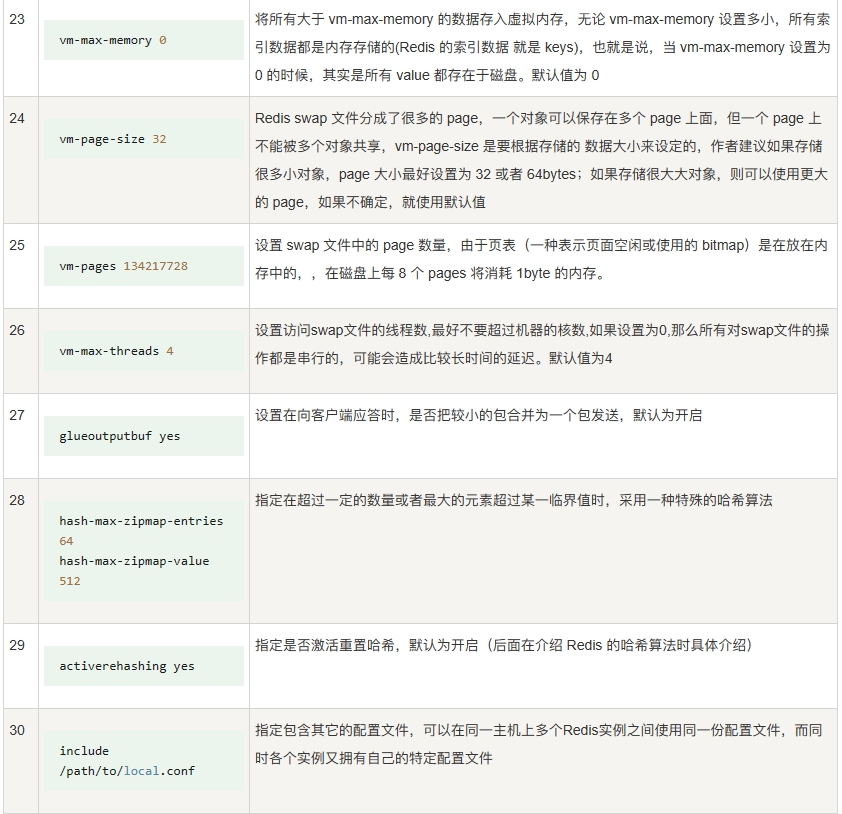 23
vm-max-memory 0
将所有大于 vm-max-memory 的数据存入虚拟内存，无论 vm-max-memory 设置多小，所有索
引数据都是内存存储的(Redis 的索引数据 就是 keys)，也就是说，当 vm-max-memory 设置为
0 的时候，其实是所有 value 都存在于磁盘。默认值为 0
24
vm-page-size 32
Redis swap 文件分成了很多的 page，一个对象可以保存在多个 page 上面，但一个 page 上
不能被多个对象共享，vm-page-size 是要根据存储的 数据大小来设定的，作者建议如果存储
很多小对象，page 大小最好设置为 32 或者 64bytes；如果存储很大大对象，则可以使用更大
的 page，如果不确定，就使用默认值
25
vm-pages 134217728
设置 swap 文件中的 page 数量，由于页表（一种表示页面空闲或使用的 bitmap）是在放在内
存中的，，在磁盘上每 8 个 pages 将消耗 1byte 的内存。
26
vm-max-threads 4
设置访问swap文件的线程数,最好不要超过机器的核数,如果设置为0,那么所有对swap文件的操
作都是串行的，可能会造成比较长时间的延迟。默认值为4
27
glueoutputbuf yes
设置在向客户端应答时，是否把较小的包合并为一个包发送，默认为开启
28
hash-max-zipmap-entries
64
hash-max-zipmap-value
512
指定在超过一定的数量或者最大的元素超过某一临界值时，采用一种特殊的哈希算法
29
activerehashing yes
指定是否激活重置哈希，默认为开启（后面在介绍 Redis 的哈希算法时具体介绍）
30
include
/path/to/local.conf
指定包含其它的配置文件，可以在同一主机上多个Redis实例之间使用同一份配置文件，而同
时各个实例又拥有自己的特定配置文件